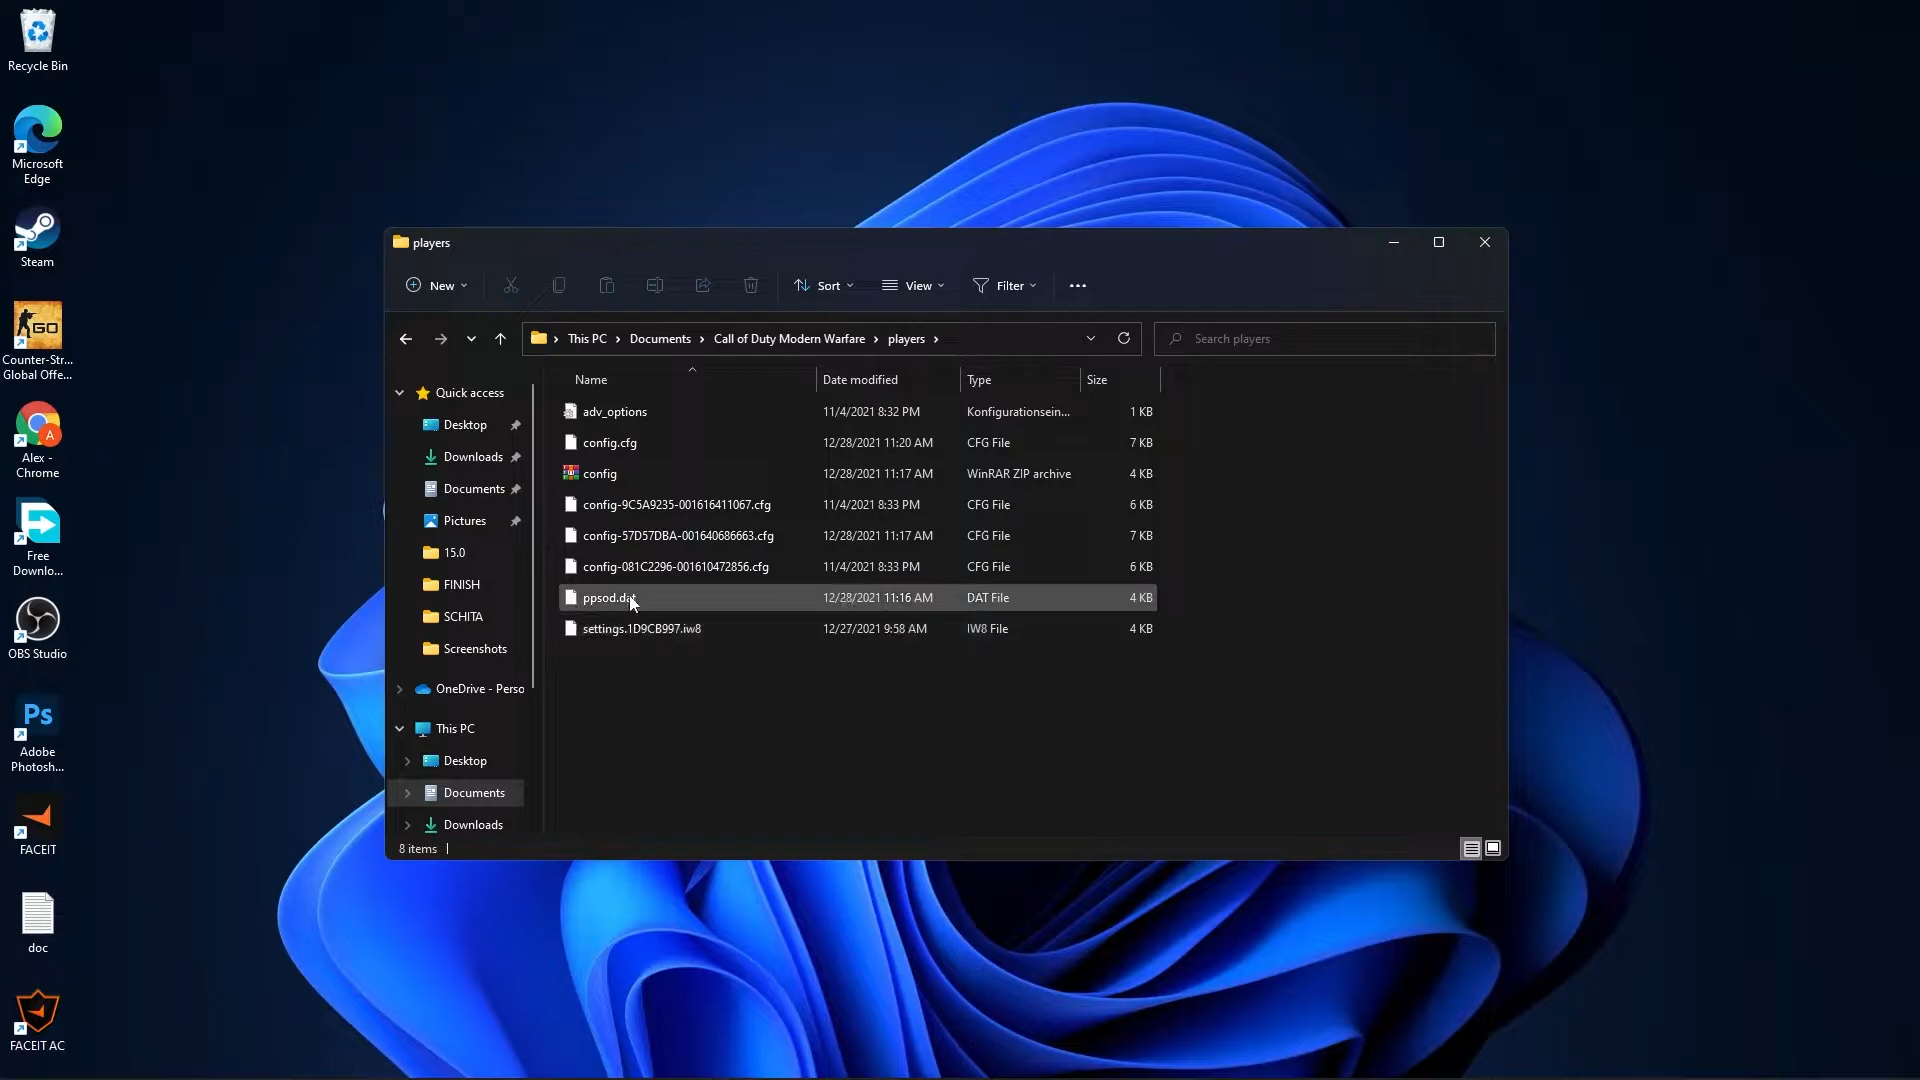 Recycle Bin
Microsoft
Edge
Steam
GO
Counter-Str...
Global Offe...
A
Alex -
Chrome
Free
Downlo...
OBS Studio
Ps
Adobe
Photosh...
FACEIT
doc
FACEIT AC
players
New
Sort
View
Filter
This PC
Documents
Call of Duty Modern Warfare
players
Search players
Name Date modified Type Size
adv_options 11/4/2021 8:32 PM Konfigurationsein... 1 KB
config.cfg 12/28/2021 11:20 AM CFG File 7 KB
config 12/28/2021 11:17 AM WinRAR ZIP archive 4 KB
config-9C5A9235-001616411067.cfg 11/4/2021 8:33 PM CFG File 6 KB
config-57D57DBA-001640686663.cfg 12/28/2021 11:17 AM CFG File 7 KB
config-081C2296-001610472856.cfg 11/4/2021 8:33 PM CFG File 6 KB
ppsod.dat 12/28/2021 11:16 AM DAT File 4 KB
settings.1D9CB997.iw8 12/27/2021 9:58 AM IW8 File 4 KB
Quick access
Desktop
Downloads
Documents
Pictures
15.0
FINISH
SCHITA
Screenshots
OneDrive - Perso
This PC
Desktop
Documents
Downloads
8 items